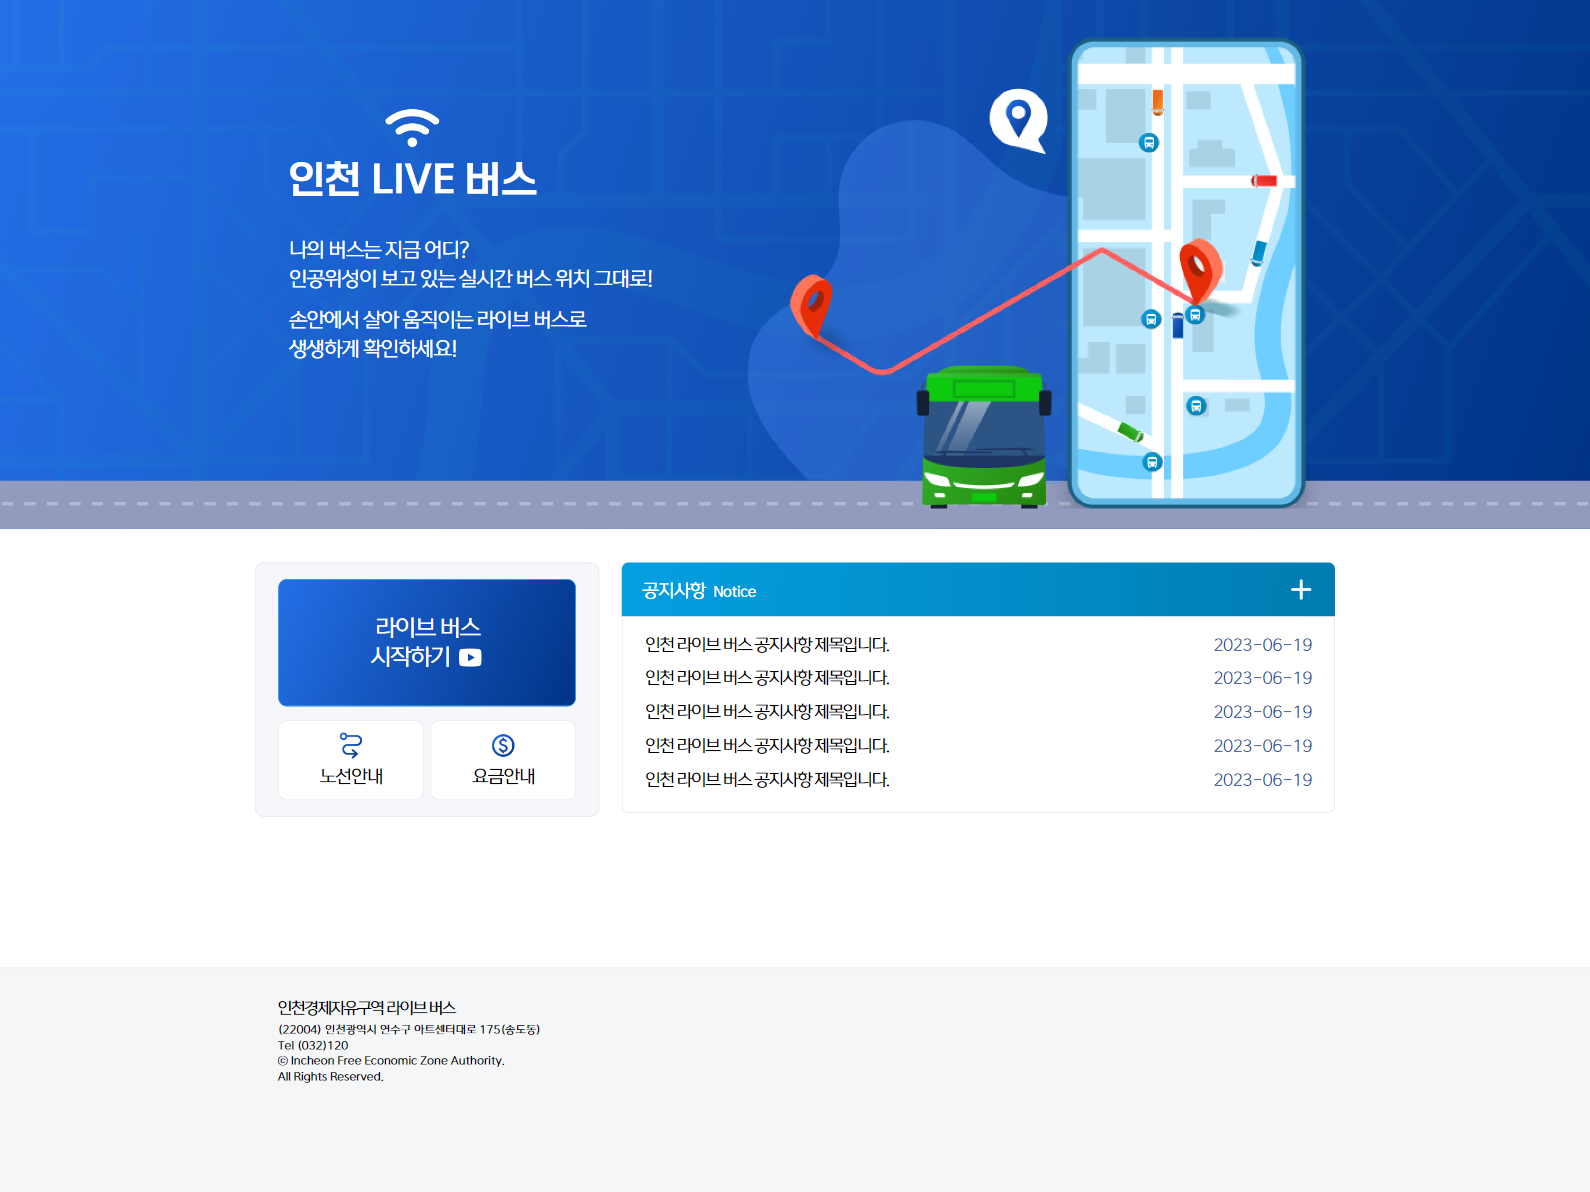 인천 LIVE 버스
나의 버스는 지금 어디?
인공위성이 보고 있는 실시간 버스 위치 그대로!
손안에서 살아 움직이는 라이브 버스로
생생하게 확인하세요!
라이브 버스
시작하기
노선안내
요금안내
공지사항 Notice
인천 라이브 버스 공지사항 제목입니다. 2023-06-19
인천 라이브 버스 공지사항 제목입니다. 2023-06-19
인천 라이브 버스 공지사항 제목입니다. 2023-06-19
인천 라이브 버스 공지사항 제목입니다. 2023-06-19
인천 라이브 버스 공지사항 제목입니다. 2023-06-19
인천경제자유구역 라이브 버스
(22004) 인천광역시 연수구 아트센터대로 175(송도동)
Tel (032)120
ⓒ Incheon Free Economic Zone Authority.
All Rights Reserved.